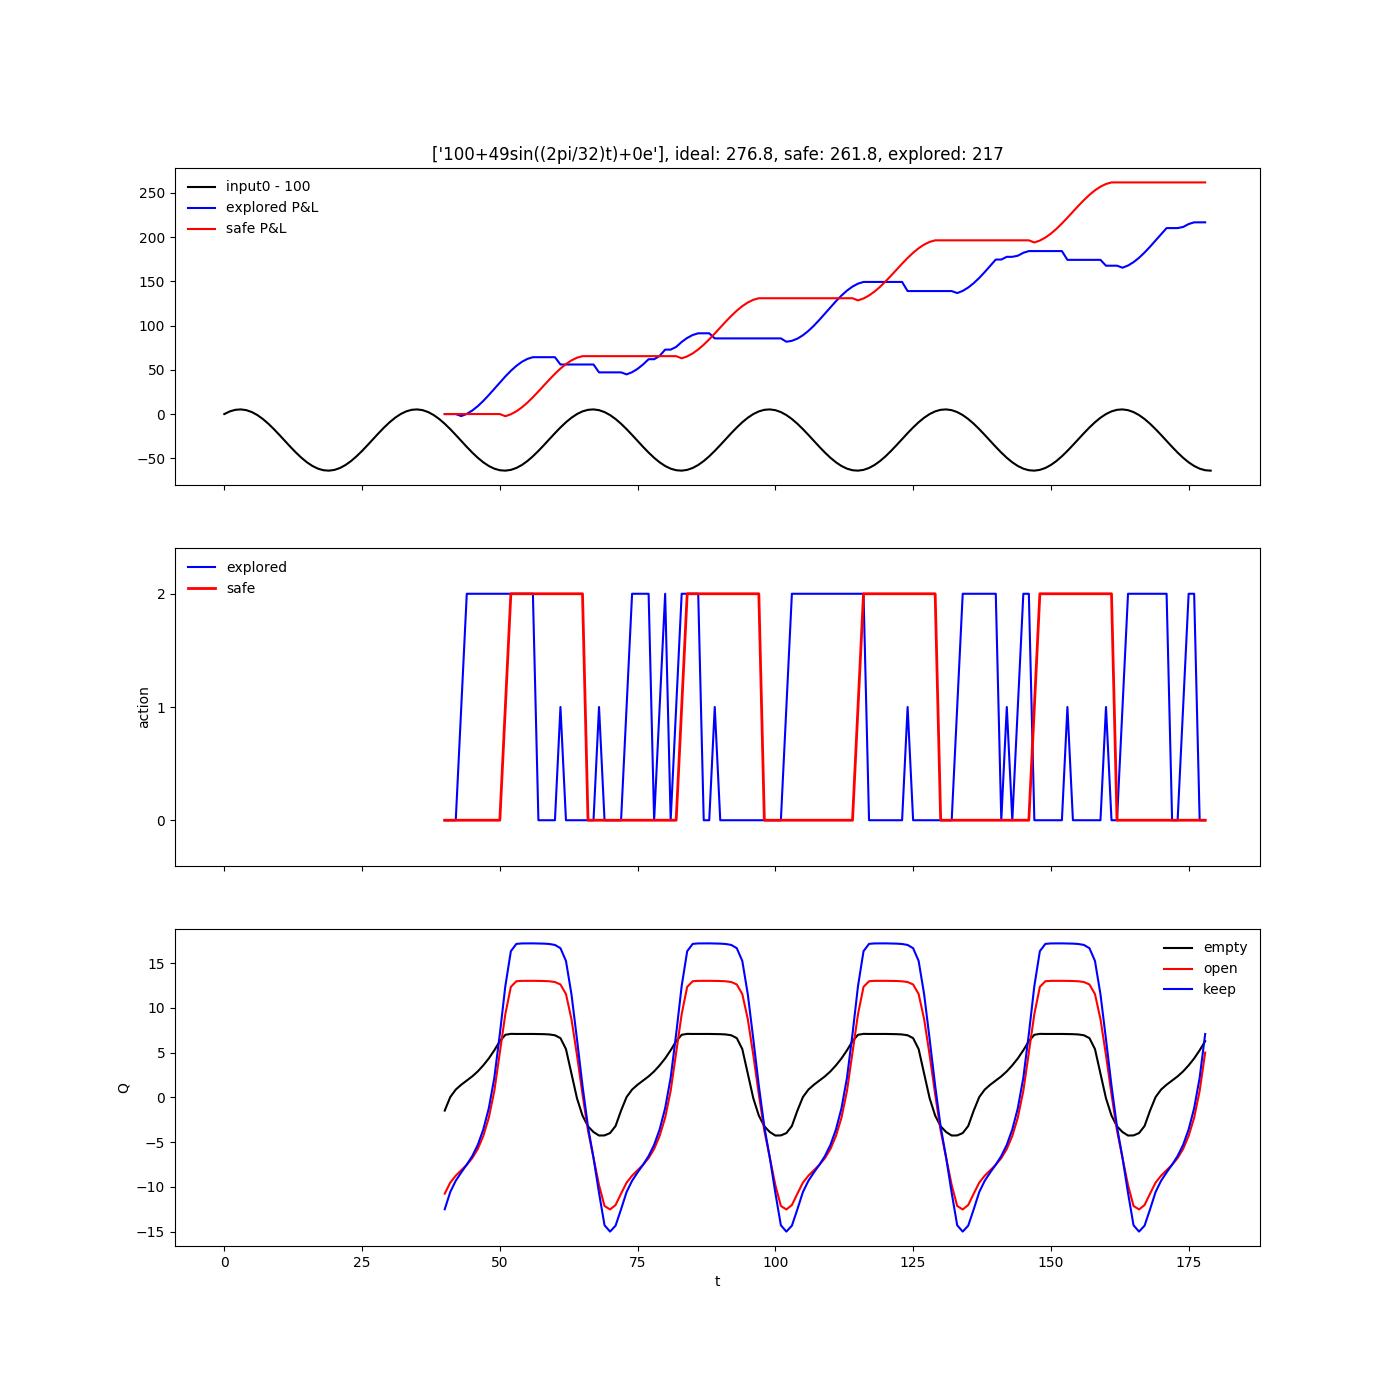 ['100+49sin((2pi/32)t)+0e'], ideal: 276.8, safe: 261.8, explored: 217
input0 - 100
explored P&L
safe P&L
250
200
150
100
50
0
−50
explored
safe
action
2
1
0
empty
open
keep
Q
15
10
5
0
−5
−10
−15
0 25 50 75 100 125 150 175
t